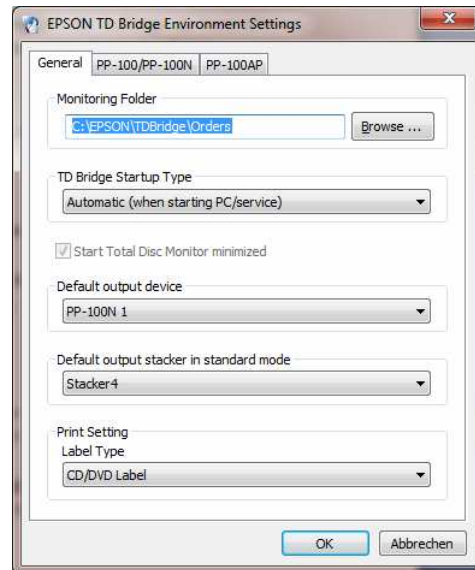 EPSON TD Bridge Environment Settings
General PP-100/PP-100N PP-100AP
Monitoring Folder
C:\EPSON\TDBridge\Orders Browse ...
TD Bridge Startup Type
Automatic (when starting PC/service)
Start Total Disc Monitor minimized
Default output device
PP-100N 1
Default output stacker in standard mode
Stacker4
Print Setting
Label Type
CD/DVD Label
OK Abbrechen